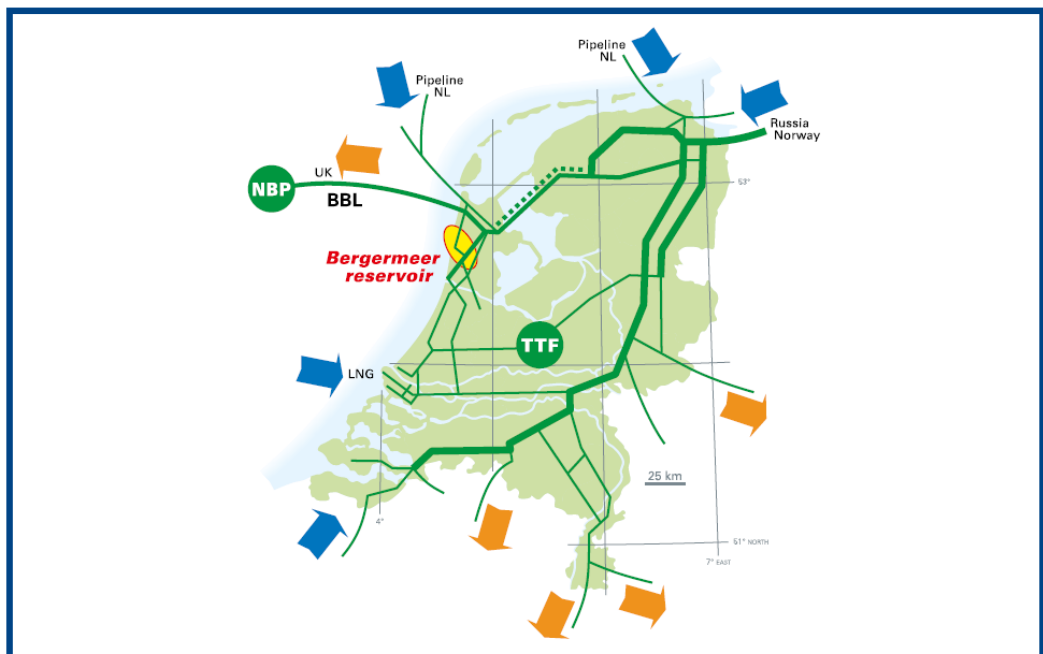 Pipeline
NL
Pipeline
NL
Russia
Norway
UK
NBP
BBL
53°
Bergermeer
reservoir
TTF
LNG
25 km
4°
51° NORTH
7° EAST